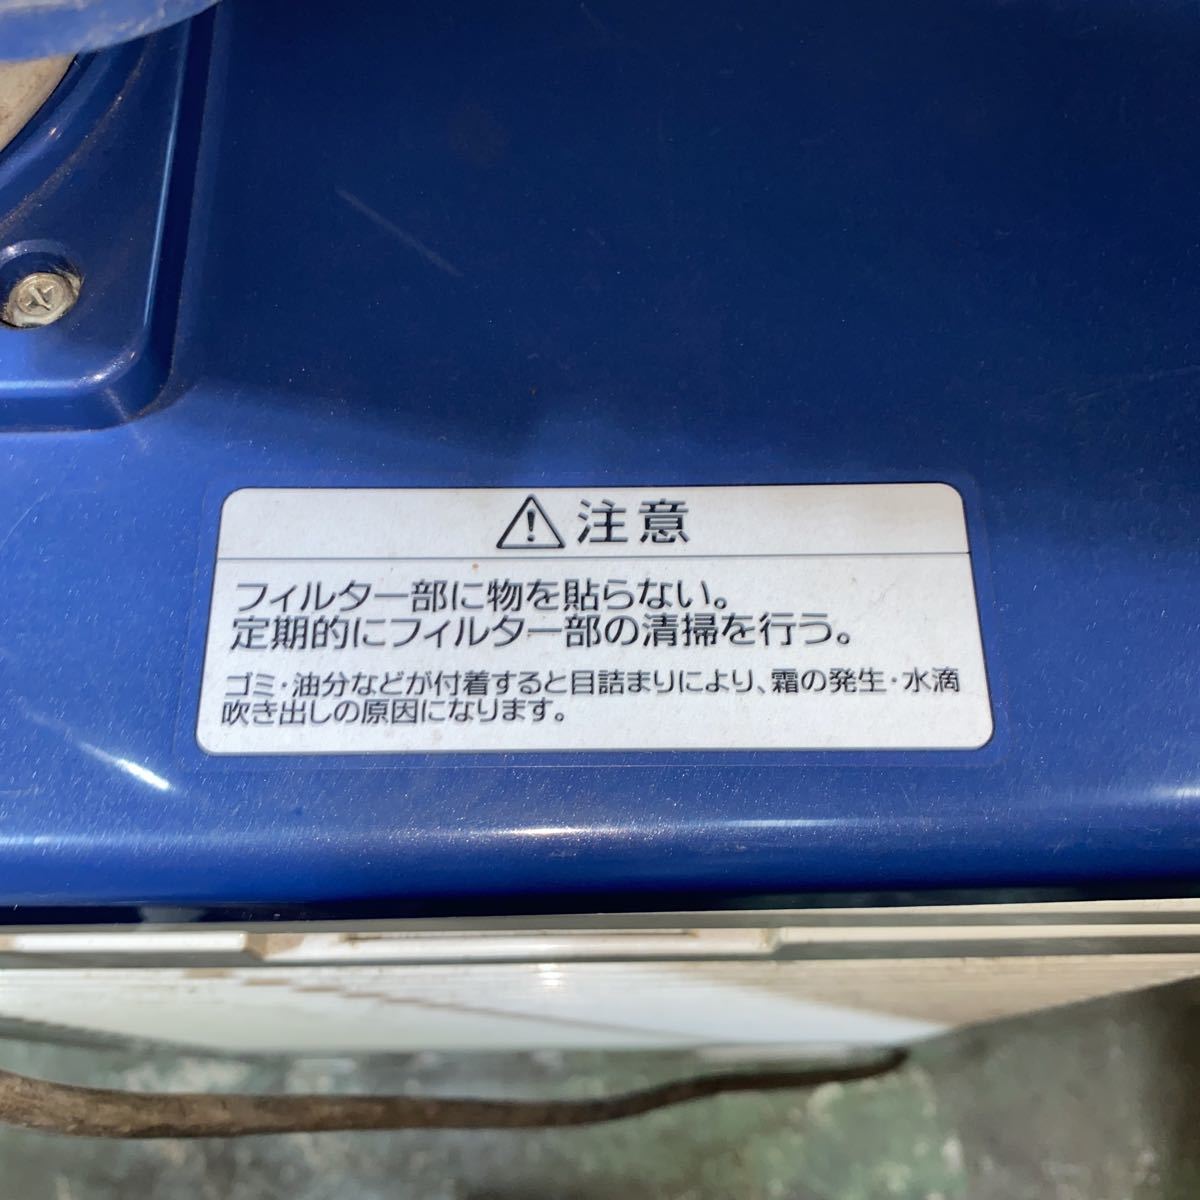 注意
フィルター部に物を貼らない。
定期的にフィルター部の清掃を行う。
ゴミ・油分などが付着すると目詰まりにより、霜の発生・水滴
吹き出しの原因になります。